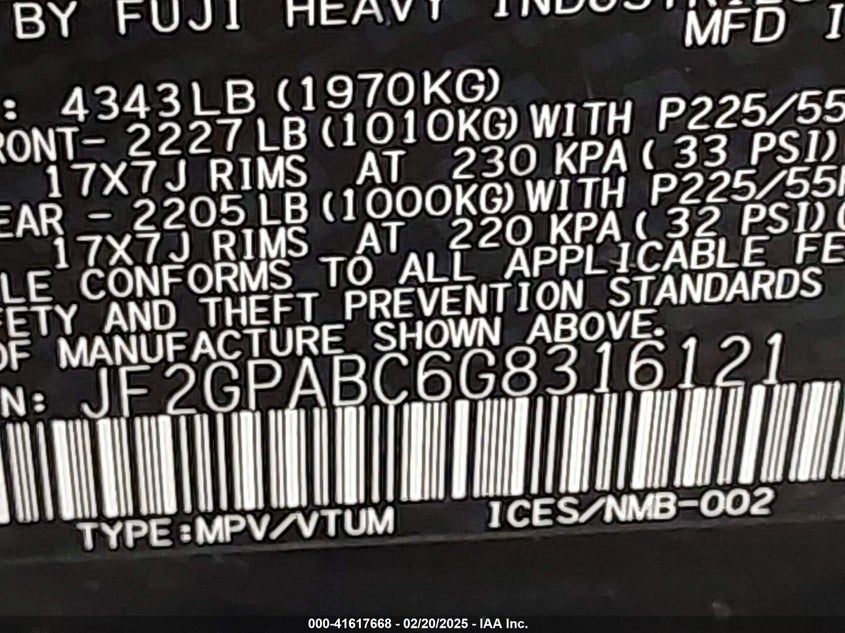 BY FUJI HEAVY INDUSTRIES
MFD I
: 4343LB (1970KG)
RONT- 2227LB (1010KG) WITH P225/55
17X7J RIMS AT 230 KPA ( 33 PSI)
EAR - 2205LB (1000KG) WITH P225/55
17X7J RIMS AT 220 KPA ( 32 PSI)
LE CONFORMS TO ALL APPLICABLE FE
ETY AND THEFT PREVENTION STANDARDS
OF MANUFACTURE SHOWN ABOVE.
N: JF2GPABC6G8316121
TYPE:MPV/VTUM ICES/NMB-002
000-41617668 - 02/20/2025 - IAA Inc.